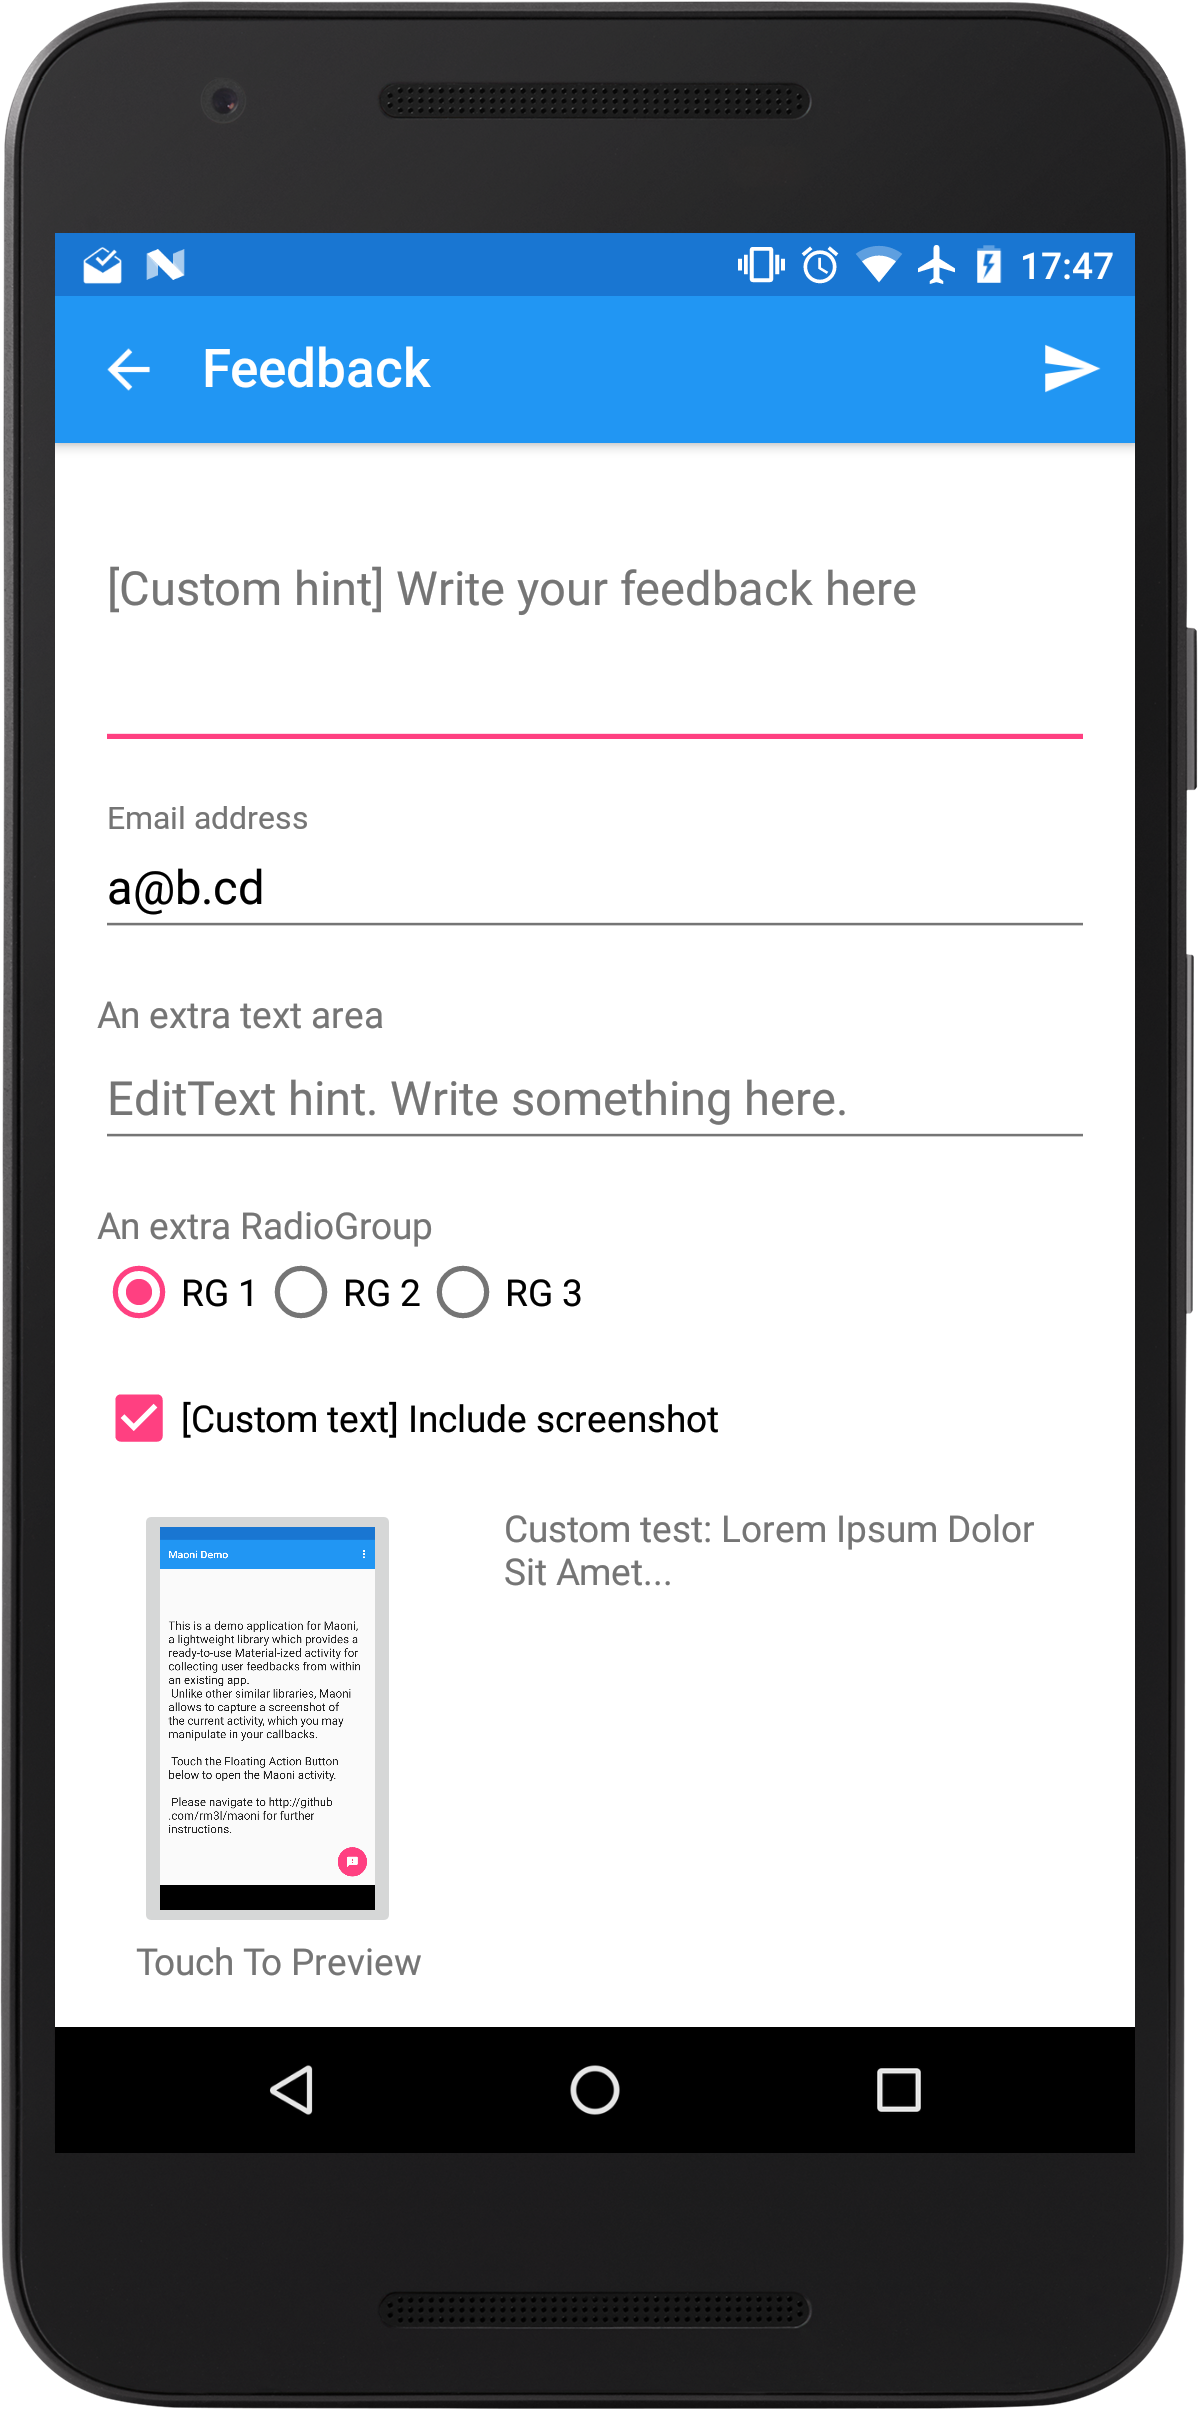 17:47
Feedback
[Custom hint] Write your feedback here
Email address
a@b.cd
An extra text area
EditText hint. Write something here.
An extra RadioGroup
RG 1 RG 2 RG 3
[Custom text] Include screenshot
Custom test: Lorem Ipsum Dolor
Sit Amet...
Maoni Demo
This is a demo application for Maoni,
a lightweight library which provides a
ready-to-use Material-ized activity for
collecting user feedbacks from within
an existing app.
Unlike other similar libraries, Maoni
allows to capture a screenshot of
the current activity, which you may
manipulate in your callbacks.
Touch the Floating Action Button
below to open the Maoni activity.
Please navigate to http://github
.com/rm3l/maoni for further
instructions.
Touch To Preview